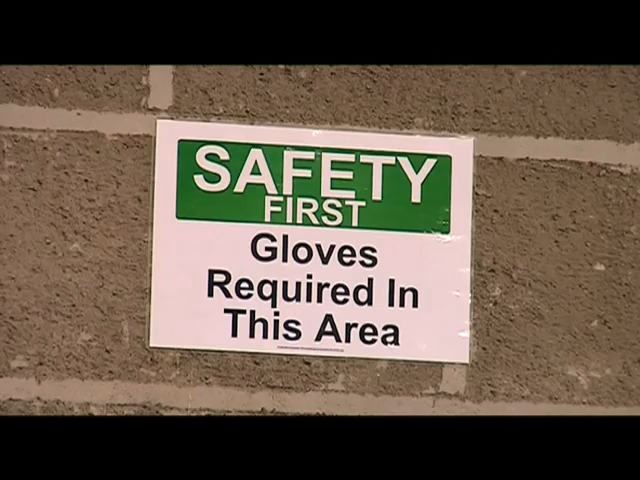 SAFETY
FIRST
Gloves
Required In
This Area